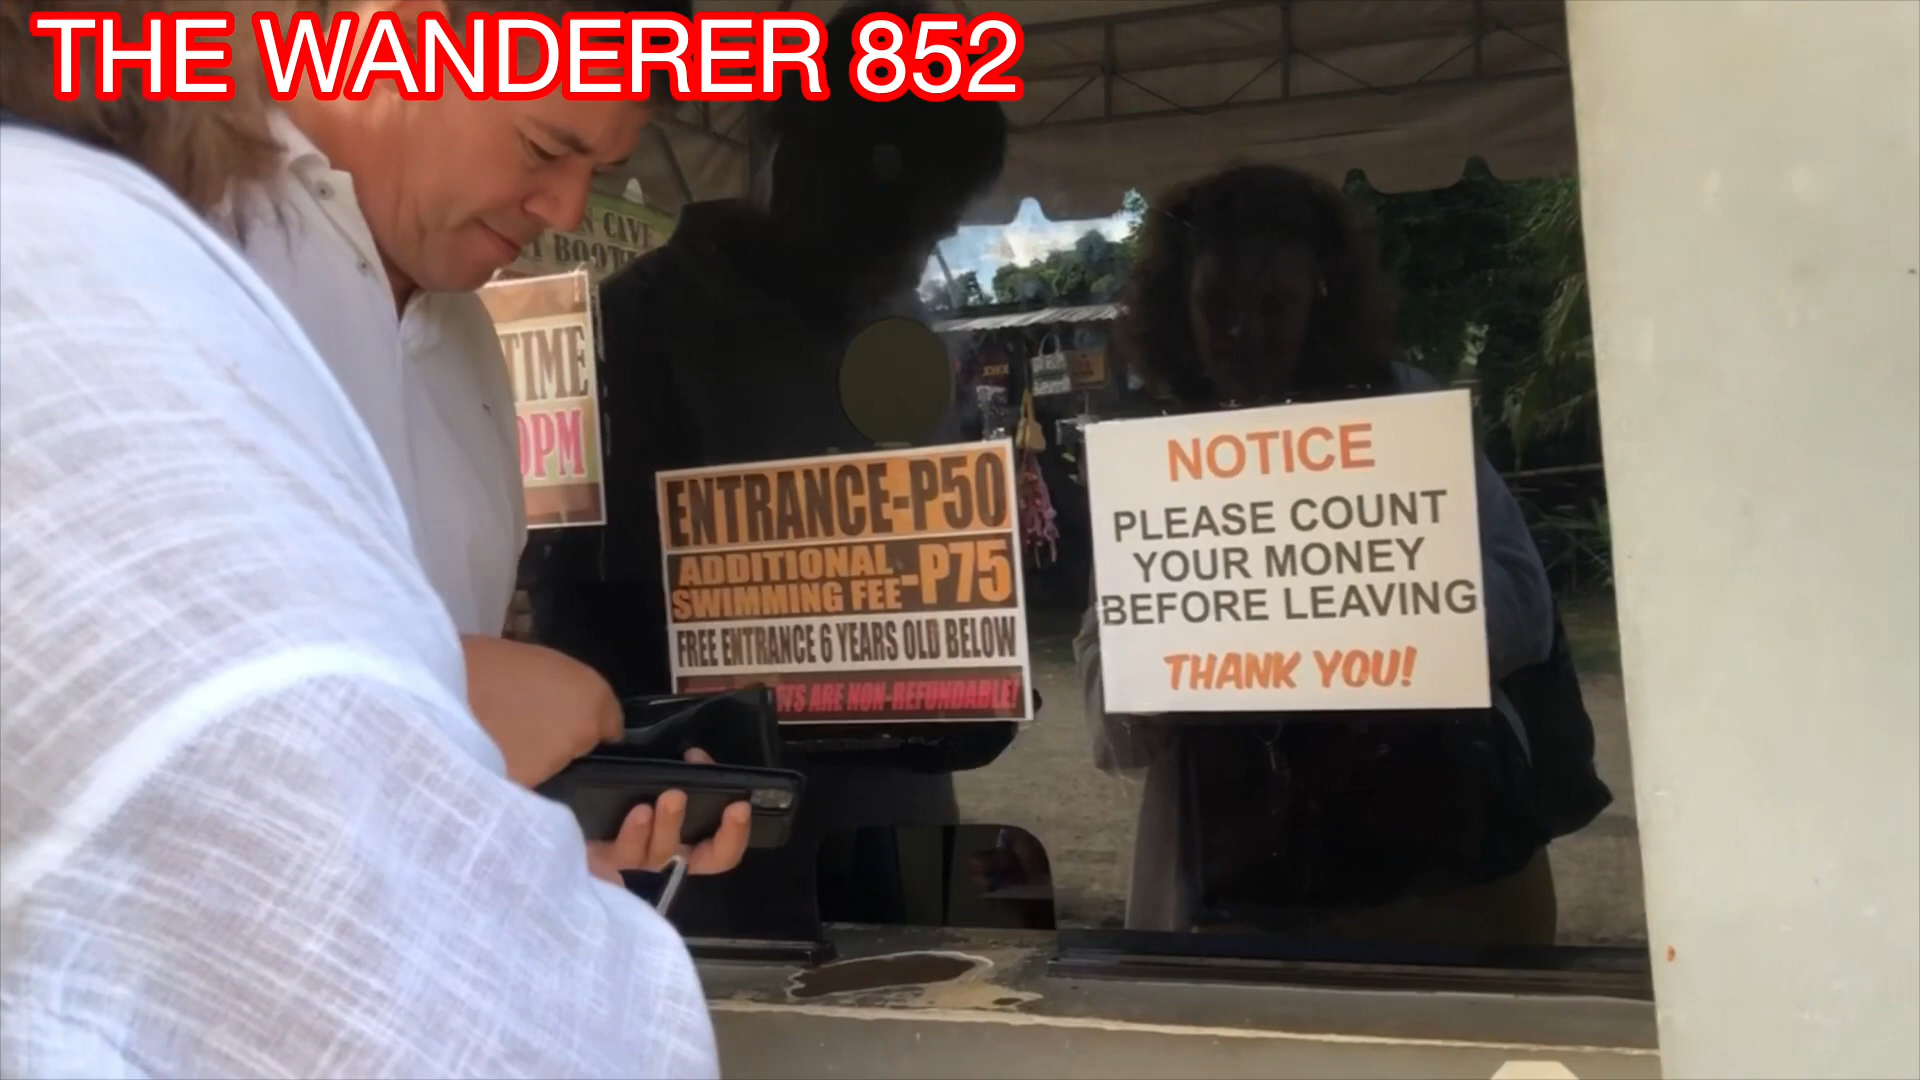 THE WANDERER 852
CAVE
TIME
PM
ENTRANCE-P50
ADDITIONAL
SWIMMING FEE-P75
FREE ENTRANCE 6 YEARS OLD BELOW
ARE NON-REFUNDABLE!
NOTICE
PLEASE COUNT
YOUR MONEY
BEFORE LEAVING
THANK YOU!